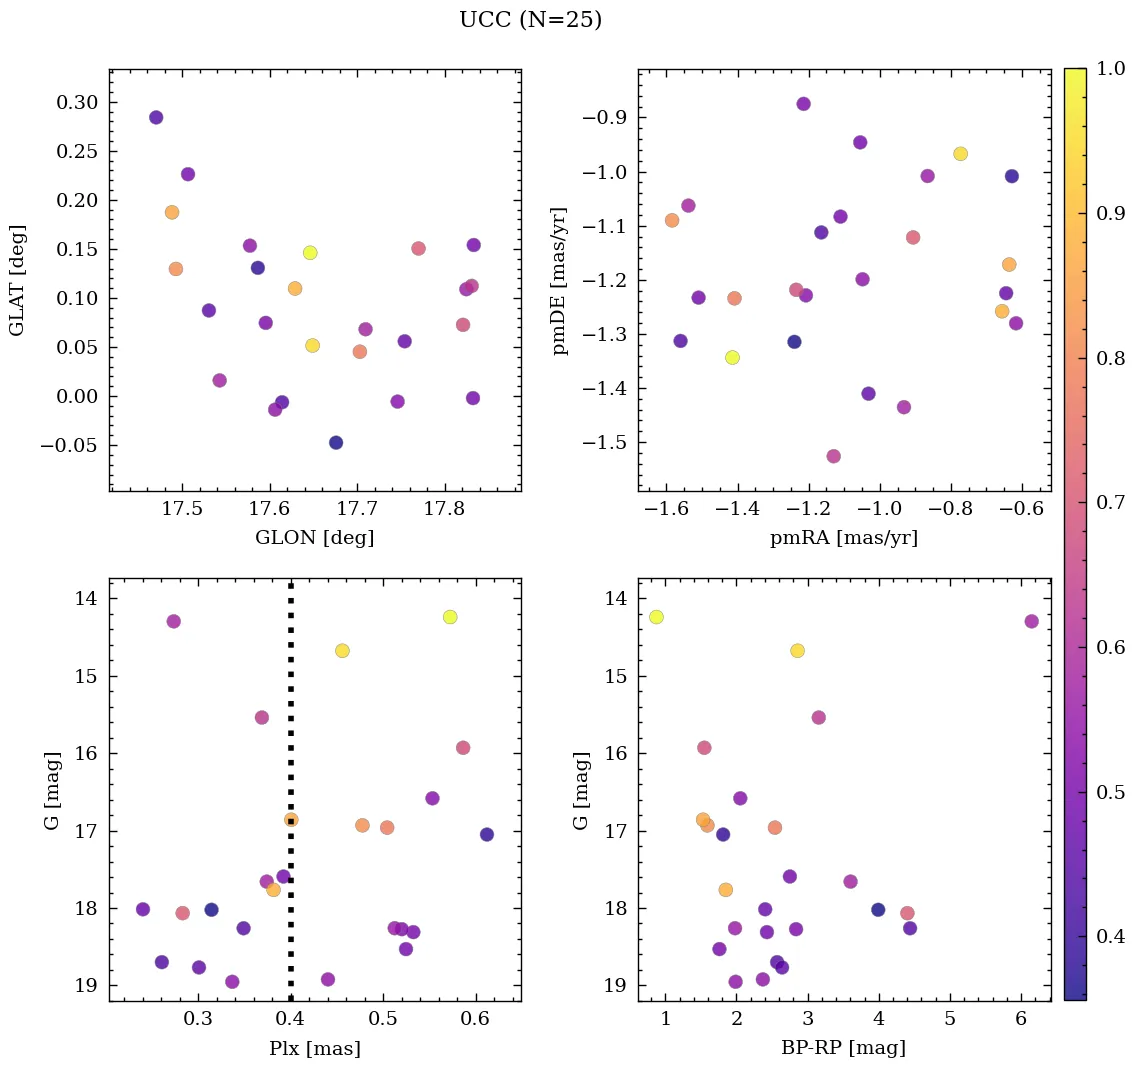 UCC (N=25)
0.30
0.25
0.20
0.15
0.10
0.05
0.00
−0.05
GLAT [deg]
17.5 17.6 17.7 17.8
GLON [deg]
−0.9
−1.0
−1.1
−1.2
−1.3
−1.4
−1.5
pmDE [mas/yr]
−1.6 −1.4 −1.2 −1.0 −0.8 −0.6
pmRA [mas/yr]
14
15
16
17
18
19
G [mag]
0.3 0.4 0.5 0.6
Plx [mas]
14
15
16
17
18
19
G [mag]
1 2 3 4 5 6
BP-RP [mag]
1.0
0.9
0.8
0.7
0.6
0.5
0.4